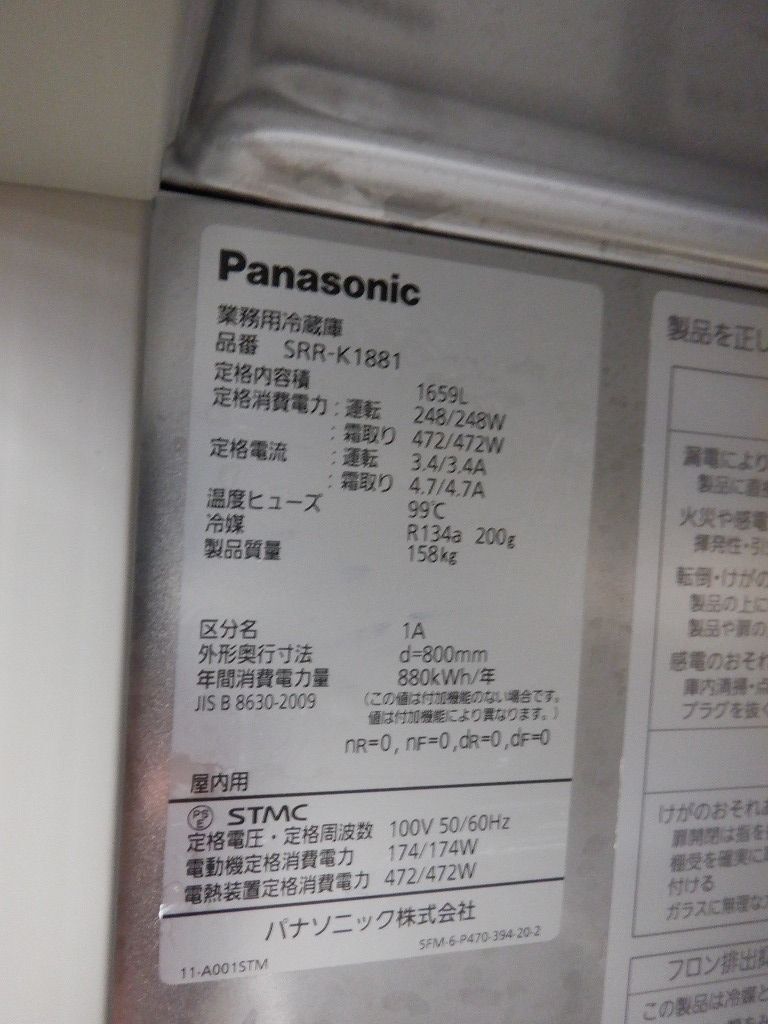 Panasonic
業務用冷蔵庫
品番 SRR-K1881
定格内容積 1659L
定格消費電力:運転 248/248W
:霜取り 472/472W
定格電流 :運転 3.4/3.4A
:霜取り 4.7/4.7A
温度ヒューズ 99℃
冷媒 R134a 200g
製品質量 158kg
区分名 1A
外形奥行寸法 d=800mm
年間消費電力量 880kWh/年
JIS B 8630-2009 (この値は付加機能のない場合です。
値は付加機能により異なります。)
nR=0, nF=0,dR=0,dF=0
屋内用
PSE STMC
定格電圧・定格周波数 100V 50/60Hz
電動機定格消費電力 174/174W
電熱装置定格消費電力 472/472W
パナソニック株式会社
SFM-6-P470-394-20-2
11-A001STM
製品を正し
漏電により
製品に直接
火災や感電
揮発性・引
転倒・けがの
製品の上に
製品や扉の
感電のおそれ
庫内清掃・点
プラグを抜く
けがのおそれ
扉開閉は指を
棚受を確実に
付ける
ガラスに無理な
フロン排出
この製品は冷媒と